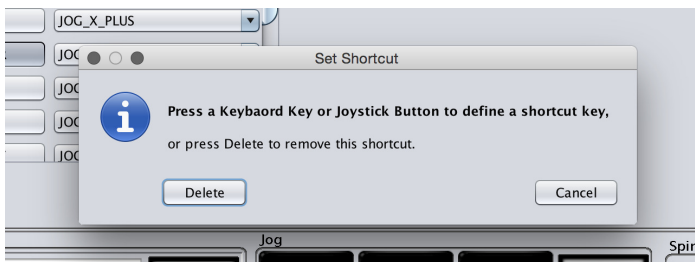 JOG_X_PLUS
Set Shortcut
JOG
JOG
JOG
JOG
Press a Keybaord Key or Joystick Button to define a shortcut key,
or press Delete to remove this shortcut.
Delete
Cancel
Jog